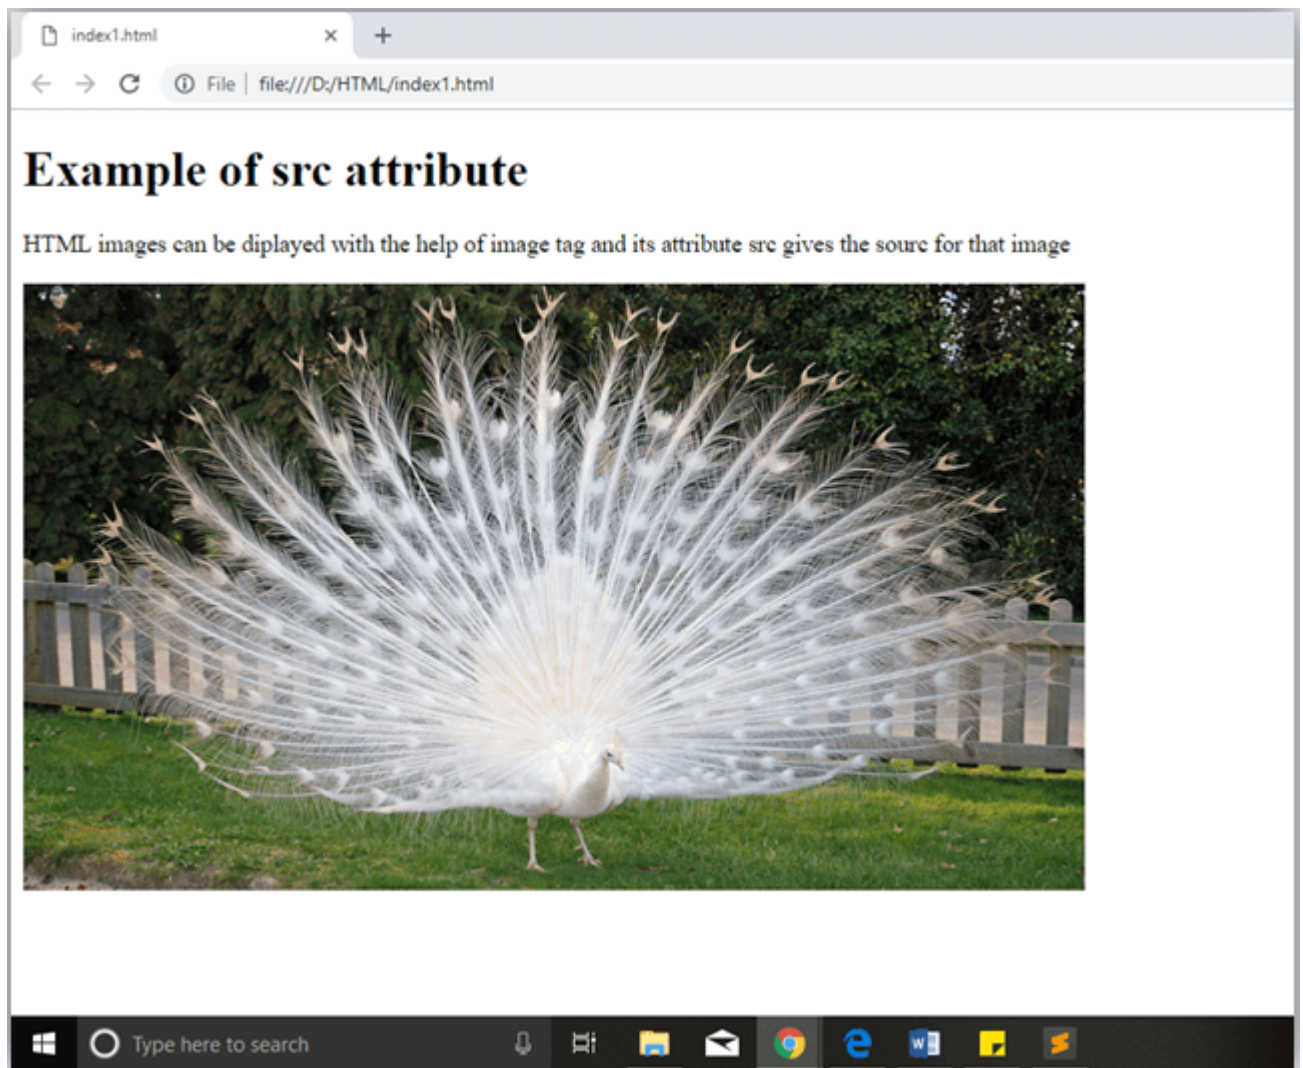 index1.html
File file:///D:/HTML/index1.html
Example of src attribute
HTML images can be diplayed with the help of image tag and its attribute src gives the sourc for that image
Type here to search